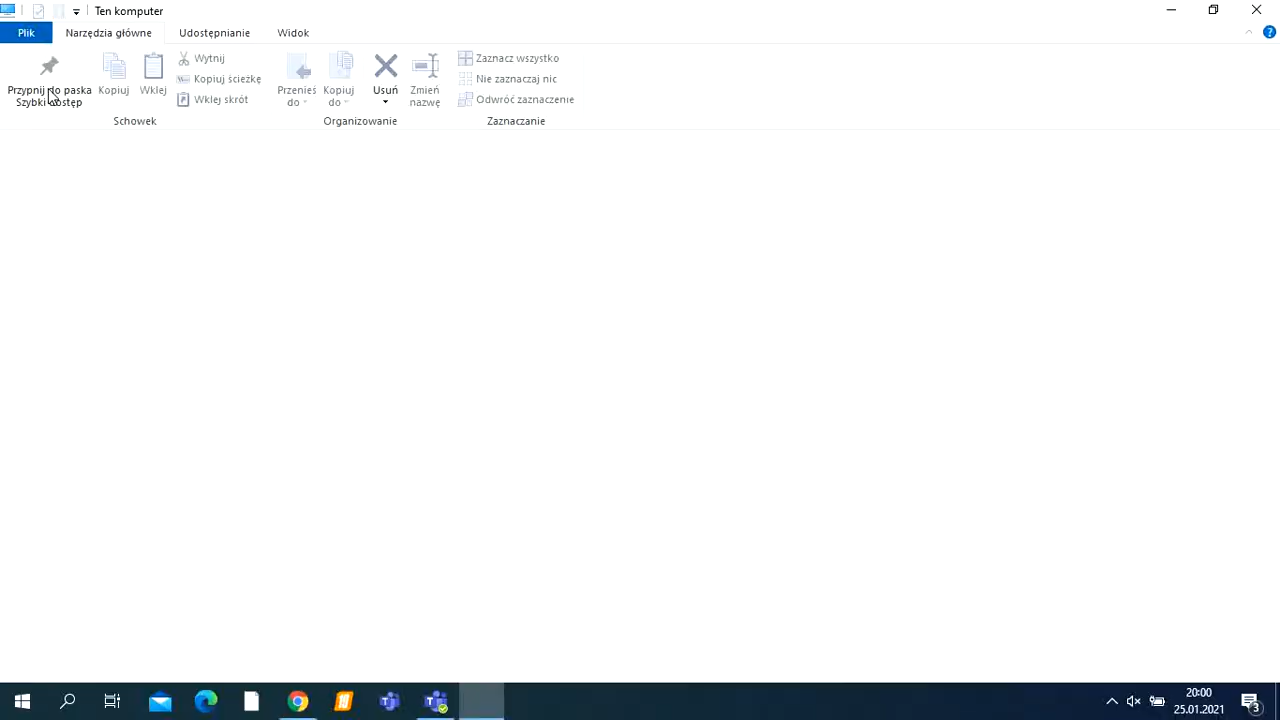 Ten komputer
Plik Narzędzia główne Udostępnianie Widok
Przypnij do paska
Szybki dostęp
Kopiuj
Wklej
Wytnij
Kopiuj ścieżkę
Wklej skrót
Przenieś
do
Kopiuj
do
Usuń
Zmień
nazwę
Zaznacz wszystko
Nie zaznaczaj nic
Odwróć zaznaczenie
Schowek Organizowanie Zaznaczanie
20:00
25.01.2021
3